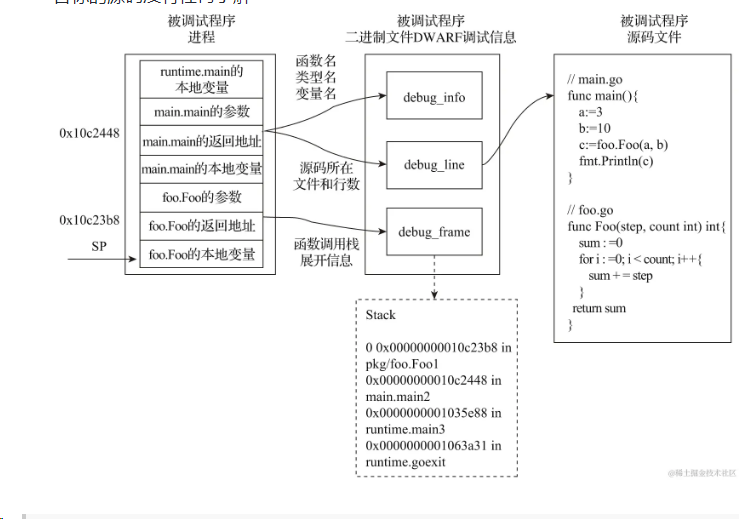 被调试程序
进程
runtime.main的
本地变量
main.main的参数
main.main的返回地址
main.main的本地变量
foo.Foo的参数
foo.Foo的返回地址
foo.Foo的本地变量
0x10c2448
0x10c23b8
SP
函数名
类型名
变量名
源码所在
文件和行数
函数调用栈
展开信息
被调试程序
二进制文件DWARF调试信息
debug_info
debug_line
debug_frame
Stack
0 0x00000000010c23b8 in
pkg/foo.Foo1
0x00000000010c2448 in
main.main2
0x0000000001035e88 in
runtime.main3
0x0000000001063a31 in
runtime.goexit
被调试程序
源码文件
// main.go
func main(){
a:=3
b:=10
c:=foo.Foo(a, b)
fmt.Println(c)
}
// foo.go
func Foo(step, count int) int{
sum : =0
for i : =0; i < count; i++{
sum + = step
}
return sum
}
@稀土掘金技术社区